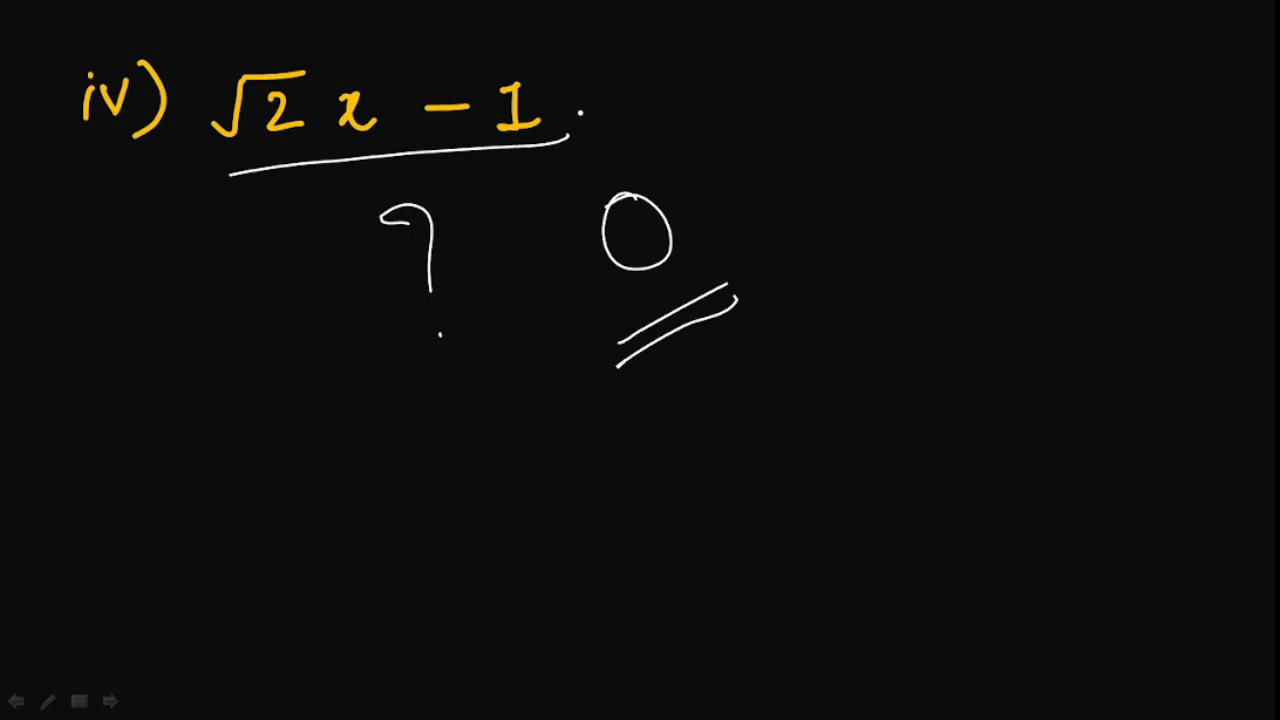 iv) √2 x - 1 .
? 0